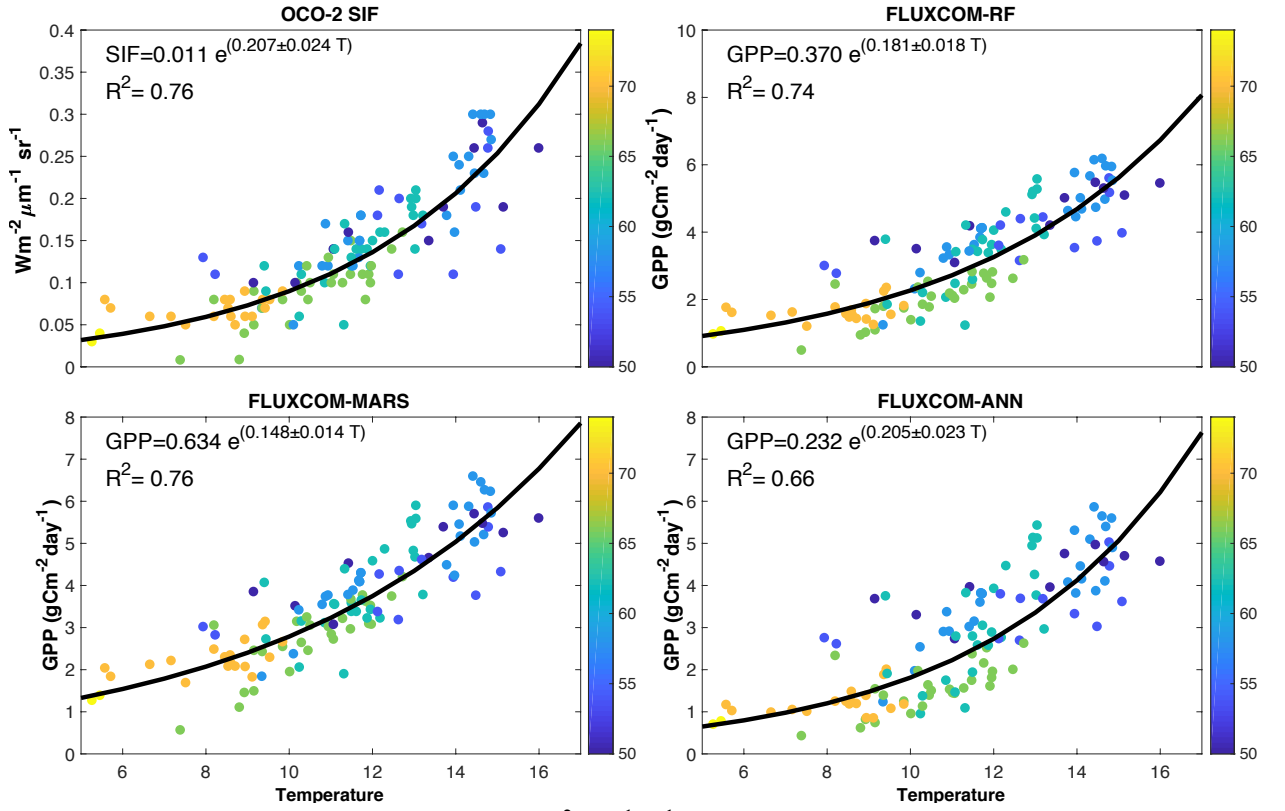 OCO-2 SIF
SIF=0.011 e(0.207±0.024 T)
R2= 0.76
Wm-2 μm-1 sr-1
0.4
0.35
0.3
0.25
0.2
0.15
0.1
0.05
0
70
65
60
55
50
FLUXCOM-RF
GPP=0.370 e(0.181±0.018 T)
R2= 0.74
GPP (gCm-2day-1)
10
8
6
4
2
0
70
65
60
55
50
FLUXCOM-MARS
GPP=0.634 e(0.148±0.014 T)
R2= 0.76
GPP (gCm-2day-1)
8
7
6
5
4
3
2
1
0
6 8 10 12 14 16
Temperature
70
65
60
55
50
FLUXCOM-ANN
GPP=0.232 e(0.205±0.023 T)
R2= 0.66
GPP (gCm-2day-1)
8
7
6
5
4
3
2
1
0
6 8 10 12 14 16
Temperature
70
65
60
55
50